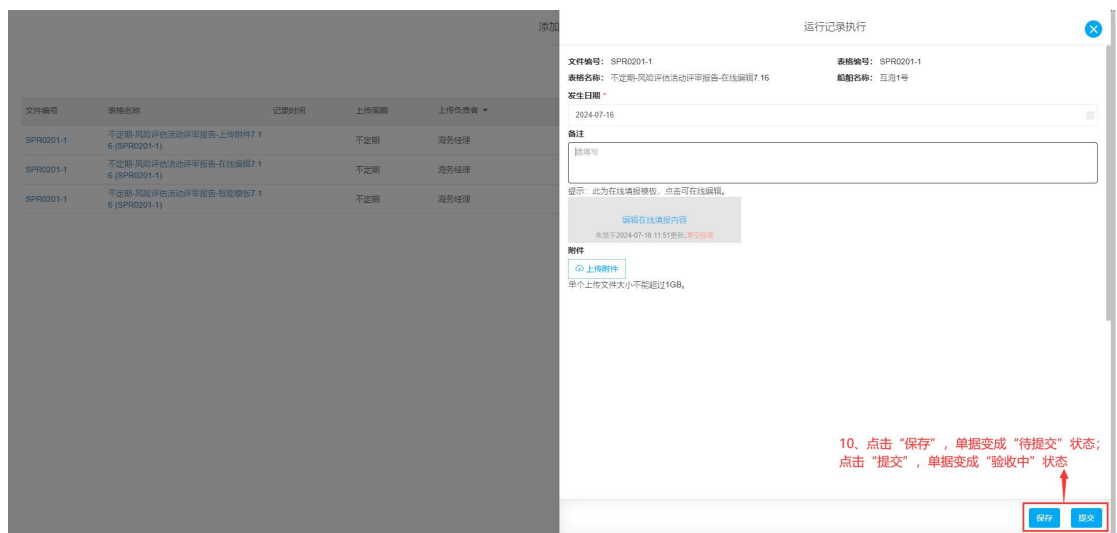 添加
运行记录执行
文件编号: SPR0201-1
表格编号: SPR0201-1
表格名称: 不定期-风险评估活动评审报告-在线编辑7.16
船舶名称: 互海1号
发生日期 *
2024-07-16
备注
请填写
提示：此为在线填报模板，点击可在线编辑。
编辑在线填报内容
于2024-07-16 11:51更新,清空结果
附件
上传附件
单个上传文件大小不能超过1GB。
文件编号 表格名称 记录时间 上传周期 上传负责者
SPR0201-1 不定期-风险评估活动评审报告-上传附件7.1 不定期 海务经理
6 (SPR0201-1)
SPR0201-1 不定期-风险评估活动评审报告-在线编辑7.1 不定期 海务经理
6 (SPR0201-1)
SPR0201-1 不定期-风险评估活动评审报告-智能模板7.1 不定期 海务经理
6 (SPR0201-1)
10、点击“保存”，单据变成“待提交”状态；
点击“提交”，单据变成“验收中”状态
保存 提交